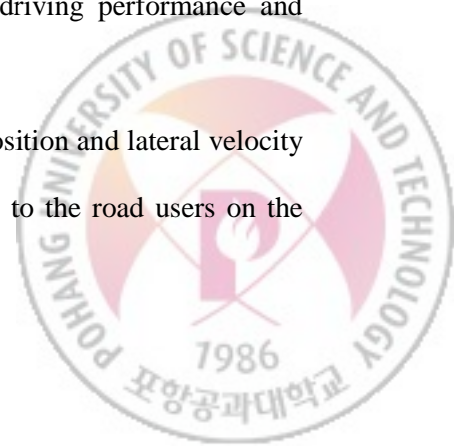 driving performance and
osition and lateral velocity
to the road users on the
POHANG UNIVERSITY OF SCIENCE AND TECHNOLOGY
1986
포항공과대학교